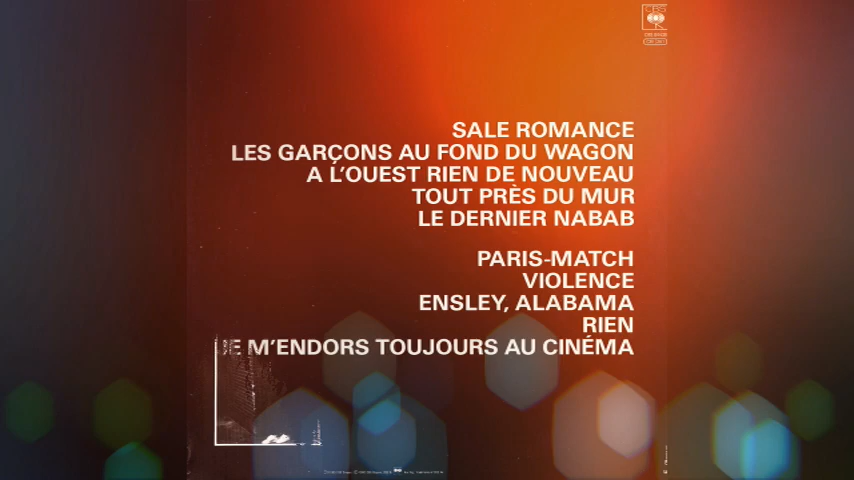 CBS
SALE ROMANCE
LES GARÇONS AU FOND DU WAGON
A L'OUEST RIEN DE NOUVEAU
TOUT PRÈS DU MUR
LE DERNIER NABAB
PARIS-MATCH
VIOLENCE
ENSLEY, ALABAMA
RIEN
M'ENDORS TOUJOURS AU CINÉMA